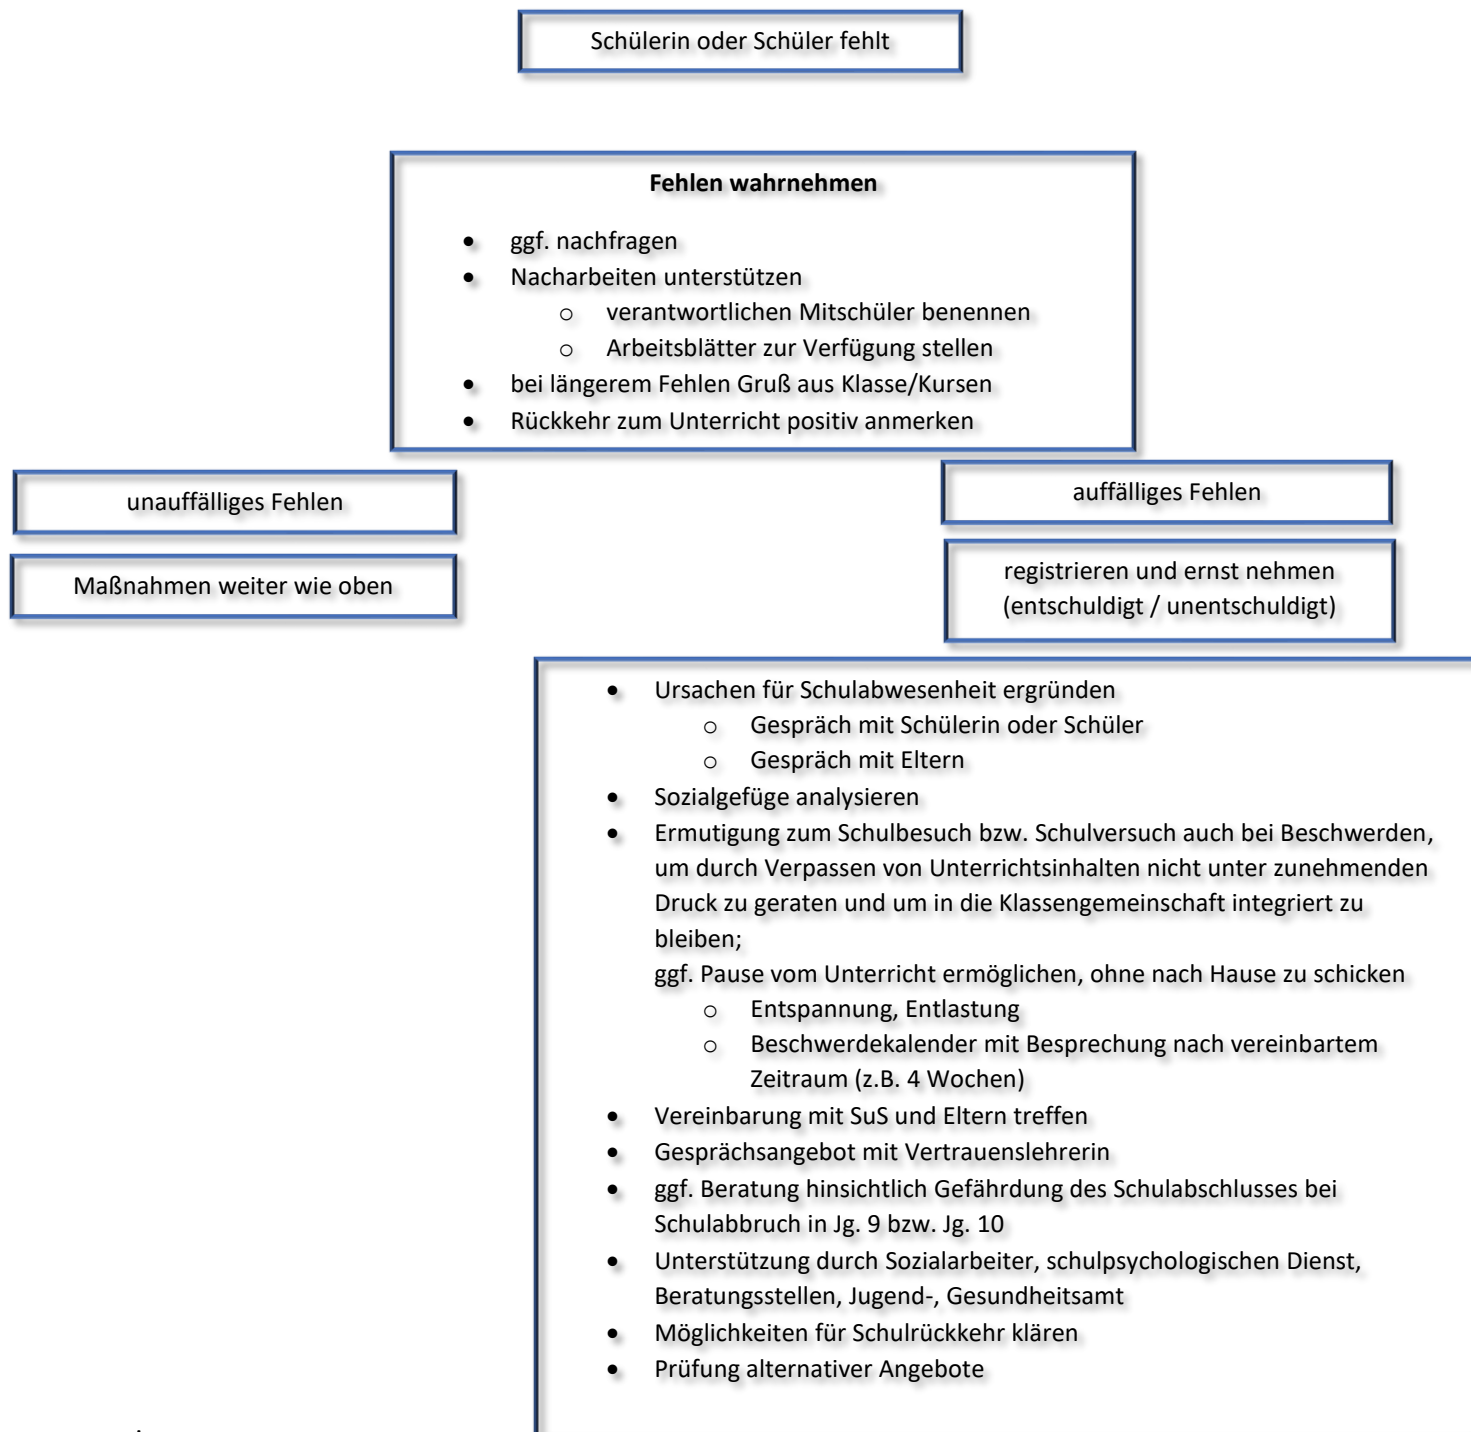 Schülerin oder Schüler fehlt
Fehlen wahrnehmen
• ggf. nachfragen
• Nacharbeiten unterstützen
o verantwortlichen Mitschüler benennen
o Arbeitsblätter zur Verfügung stellen
• bei längerem Fehlen Gruß aus Klasse/Kursen
• Rückkehr zum Unterricht positiv anmerken
unauffälliges Fehlen
Maßnahmen weiter wie oben
auffälliges Fehlen
registrieren und ernst nehmen
(entschuldigt / unentschuldigt)
• Ursachen für Schulabwesenheit ergründen
o Gespräch mit Schülerin oder Schüler
o Gespräch mit Eltern
• Sozialgefüge analysieren
• Ermutigung zum Schulbesuch bzw. Schulversuch auch bei Beschwerden,
um durch Verpassen von Unterrichtsinhalten nicht unter zunehmenden
Druck zu geraten und um in die Klassengemeinschaft integriert zu
bleiben;
ggf. Pause vom Unterricht ermöglichen, ohne nach Hause zu schicken
o Entspannung, Entlastung
o Beschwerdekalender mit Besprechung nach vereinbartem
Zeitraum (z.B. 4 Wochen)
• Vereinbarung mit SuS und Eltern treffen
• Gesprächsangebot mit Vertrauenslehrerin
• ggf. Beratung hinsichtlich Gefährdung des Schulabschlusses bei
Schulabbruch in Jg. 9 bzw. Jg. 10
• Unterstützung durch Sozialarbeiter, schulpsychologischen Dienst,
Beratungsstellen, Jugend-, Gesundheitsamt
• Möglichkeiten für Schulrückkehr klären
• Prüfung alternativer Angebote